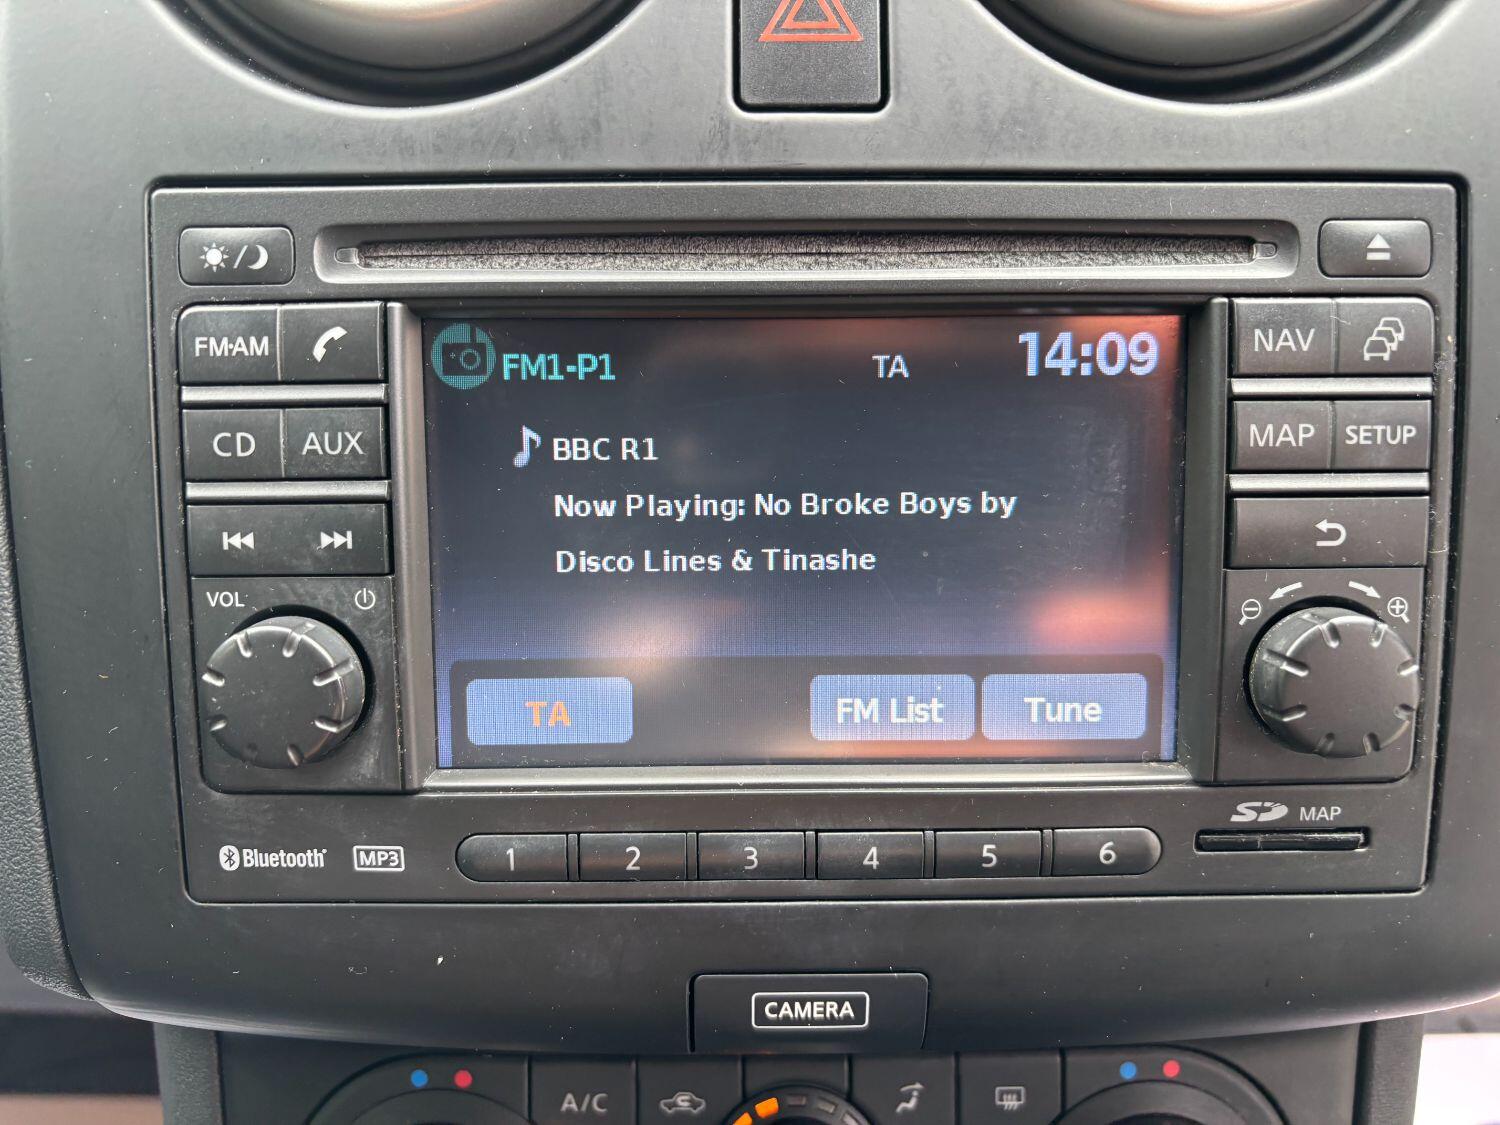 FM·AM
NAV
FM1-P1
TA
14:09
CD
AUX
MAP
SETUP
BBC R1
Now Playing: No Broke Boys by
Disco Lines & Tinashe
VOL
TA
FM List
Tune
SD MAP
Bluetooth
MP3
1
2
3
4
5
6
CAMERA
A/C